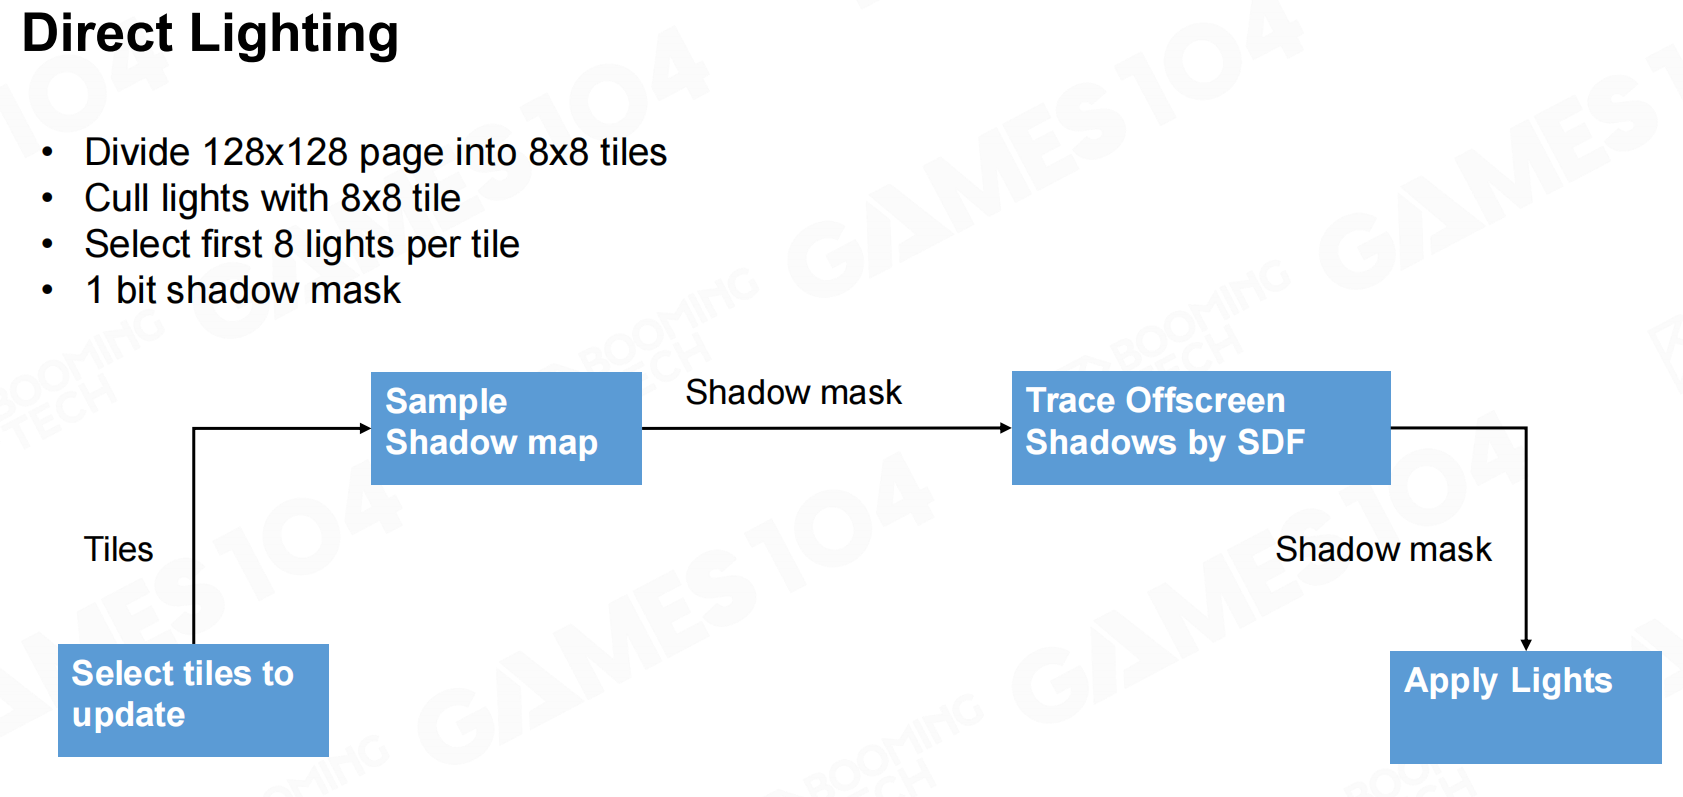 Direct Lighting
• Divide 128x128 page into 8x8 tiles
• Cull lights with 8x8 tile
• Select first 8 lights per tile
• 1 bit shadow mask
Sample
Shadow map
Shadow mask
Trace Offscreen
Shadows by SDF
Tiles
Shadow mask
Select tiles to
update
Apply Lights
GAMES104
BOOMING
TECH